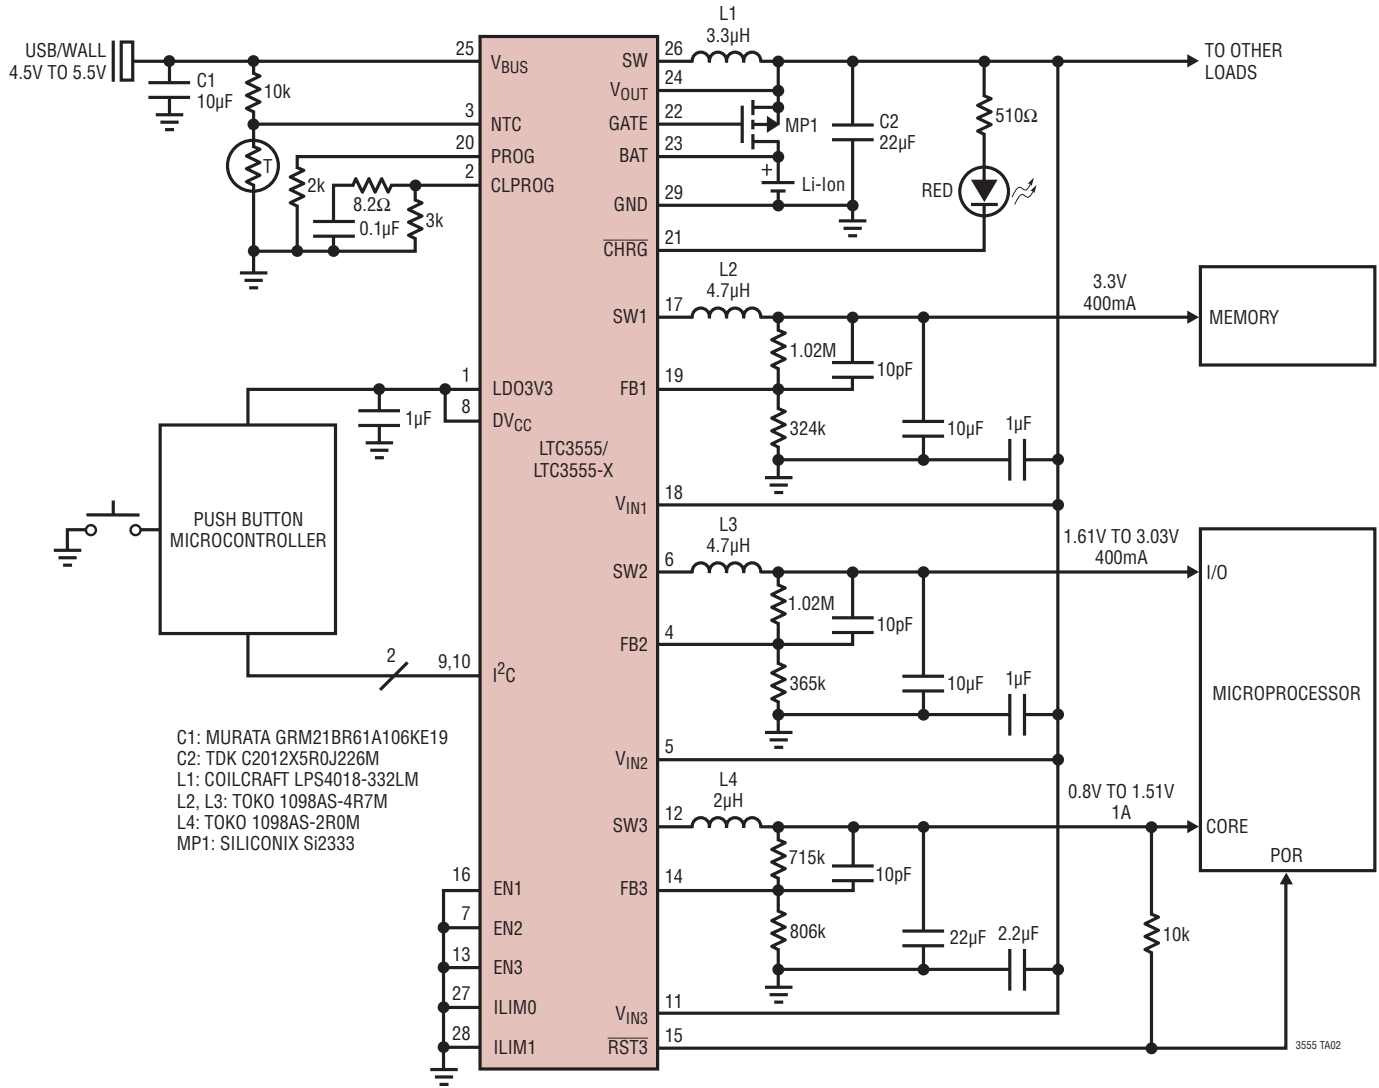 USB/WALL
4.5V TO 5.5V
C1
10µF
10k
T
2k
8.2Ω
0.1µF
3k
25
VBUS
3
NTC
20
PROG
2
CLPROG
1
LDO3V3
8
DVCC
1µF
LTC3555/
LTC3555-X
PUSH BUTTON
MICROCONTROLLER
2
9,10
I2C
C1: MURATA GRM21BR61A106KE19
C2: TDK C2012X5R0J226M
L1: COILCRAFT LPS4018-332LM
L2, L3: TOKO 1098AS-4R7M
L4: TOKO 1098AS-2R0M
MP1: SILICONIX Si2333
16
EN1
7
EN2
13
EN3
27
ILIM0
28
ILIM1
SW
26
L1
3.3µH
TO OTHER
LOADS
VOUT
24
GATE
22
MP1
C2
22µF
510Ω
BAT
23
+
Li-Ion
RED
GND
29
CHRG
21
L2
4.7µH
SW1
17
3.3V
400mA
MEMORY
1.02M
10pF
FB1
19
324k
10µF
1µF
VIN1
18
L3
4.7µH
SW2
6
1.61V TO 3.03V
400mA
I/O
1.02M
10pF
FB2
4
365k
10µF
1µF
MICROPROCESSOR
VIN2
5
L4
2µH
SW3
12
0.8V TO 1.51V
1A
CORE
POR
715k
10pF
FB3
14
806k
22µF
2.2µF
10k
VIN3
11
RST3
15
3555 TA02